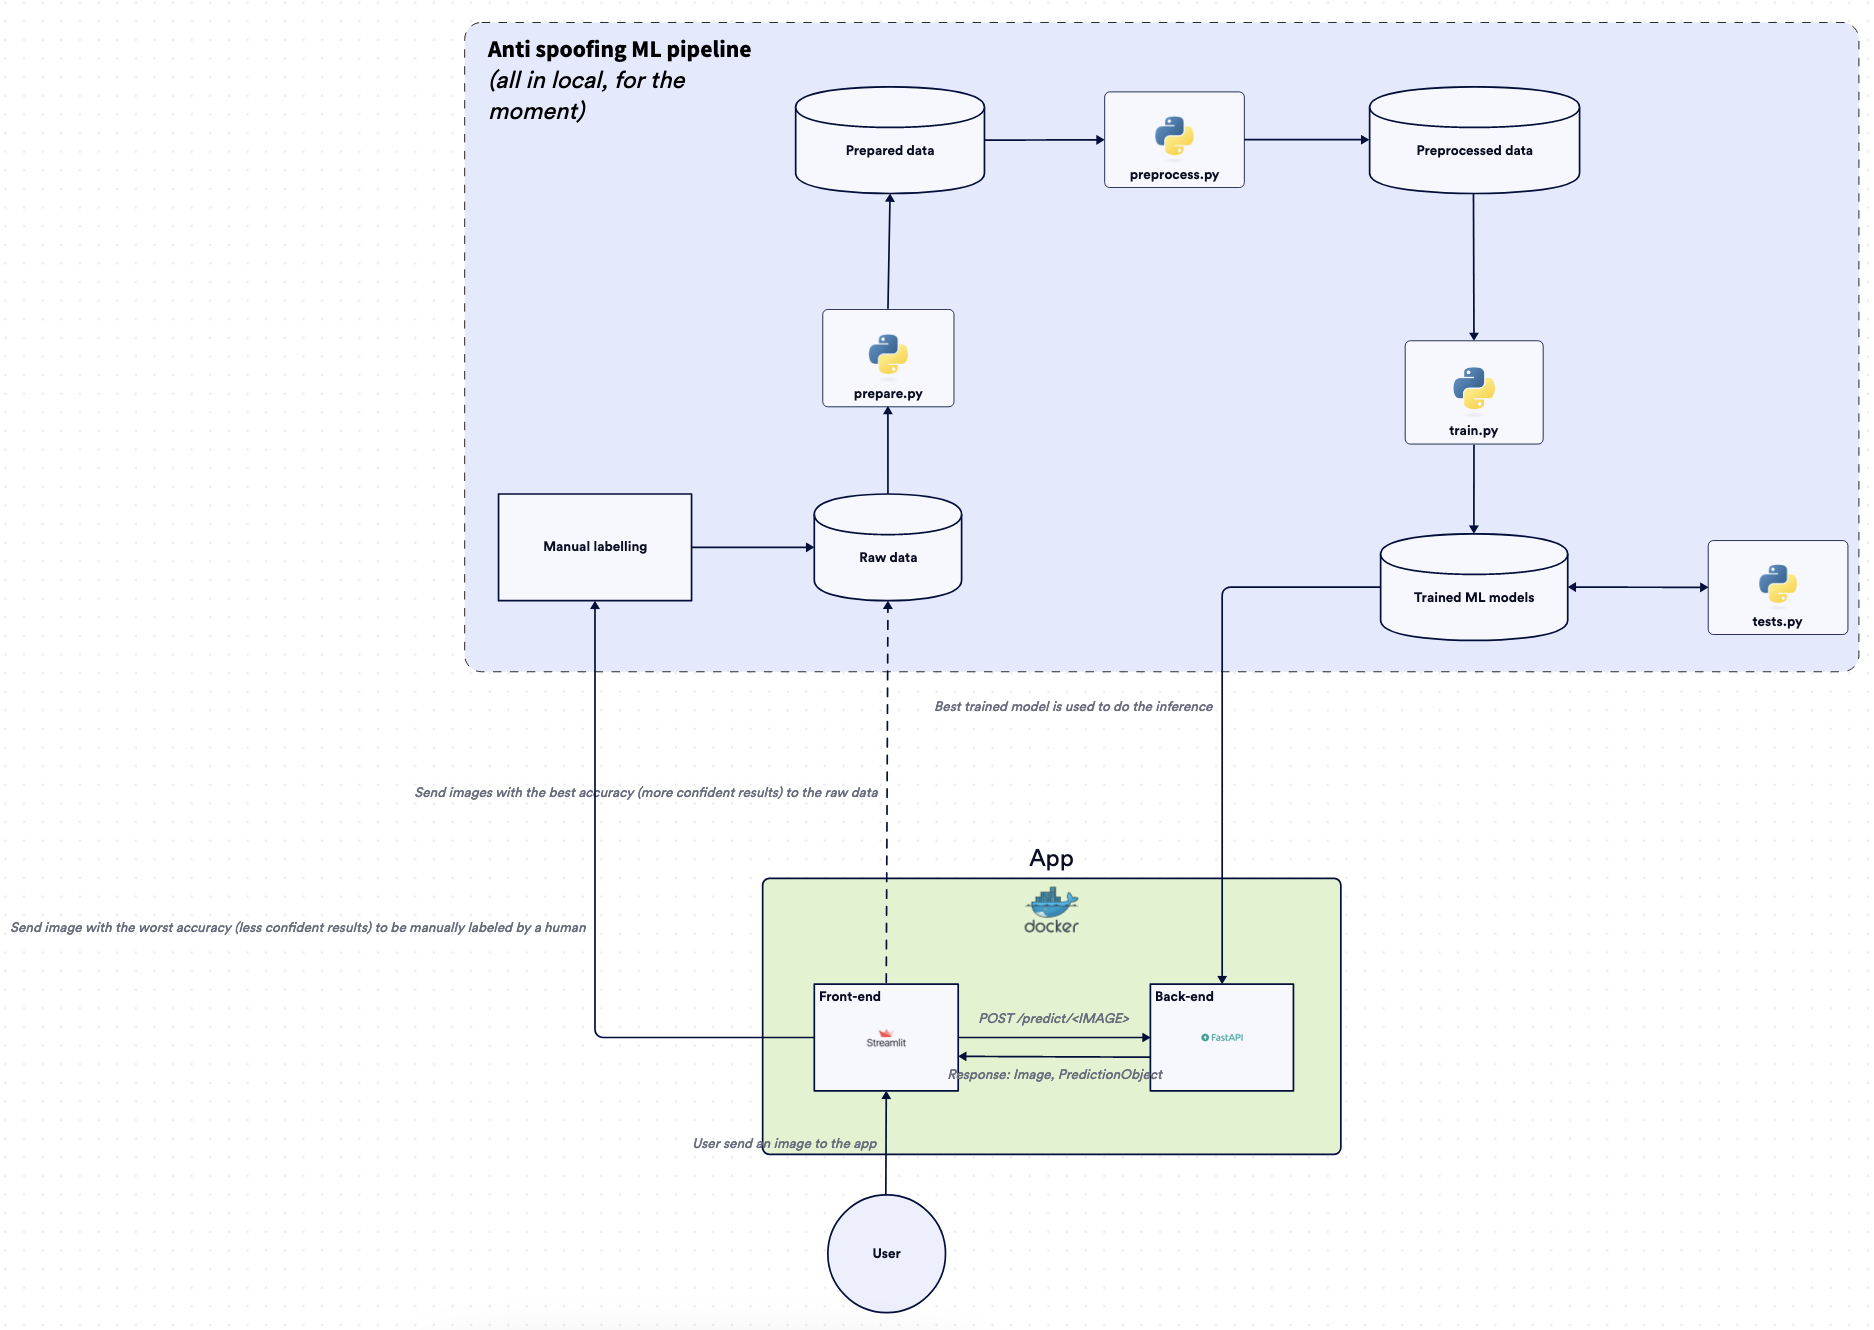 Anti spoofing ML pipeline
(all in local, for the
moment)
Prepared data
preprocess.py
Preprocessed data
prepare.py
train.py
Manual labelling
Raw data
Trained ML models
tests.py
Best trained model is used to do the inference
Send images with the best accuracy (more confident results) to the raw data
App
docker
Send image with the worst accuracy (less confident results) to be manually labeled by a human
Front-end
Streamlit
POST /predict/<IMAGE>
Back-end
FastAPI
Response: Image, PredictionObject
User send an image to the app
User